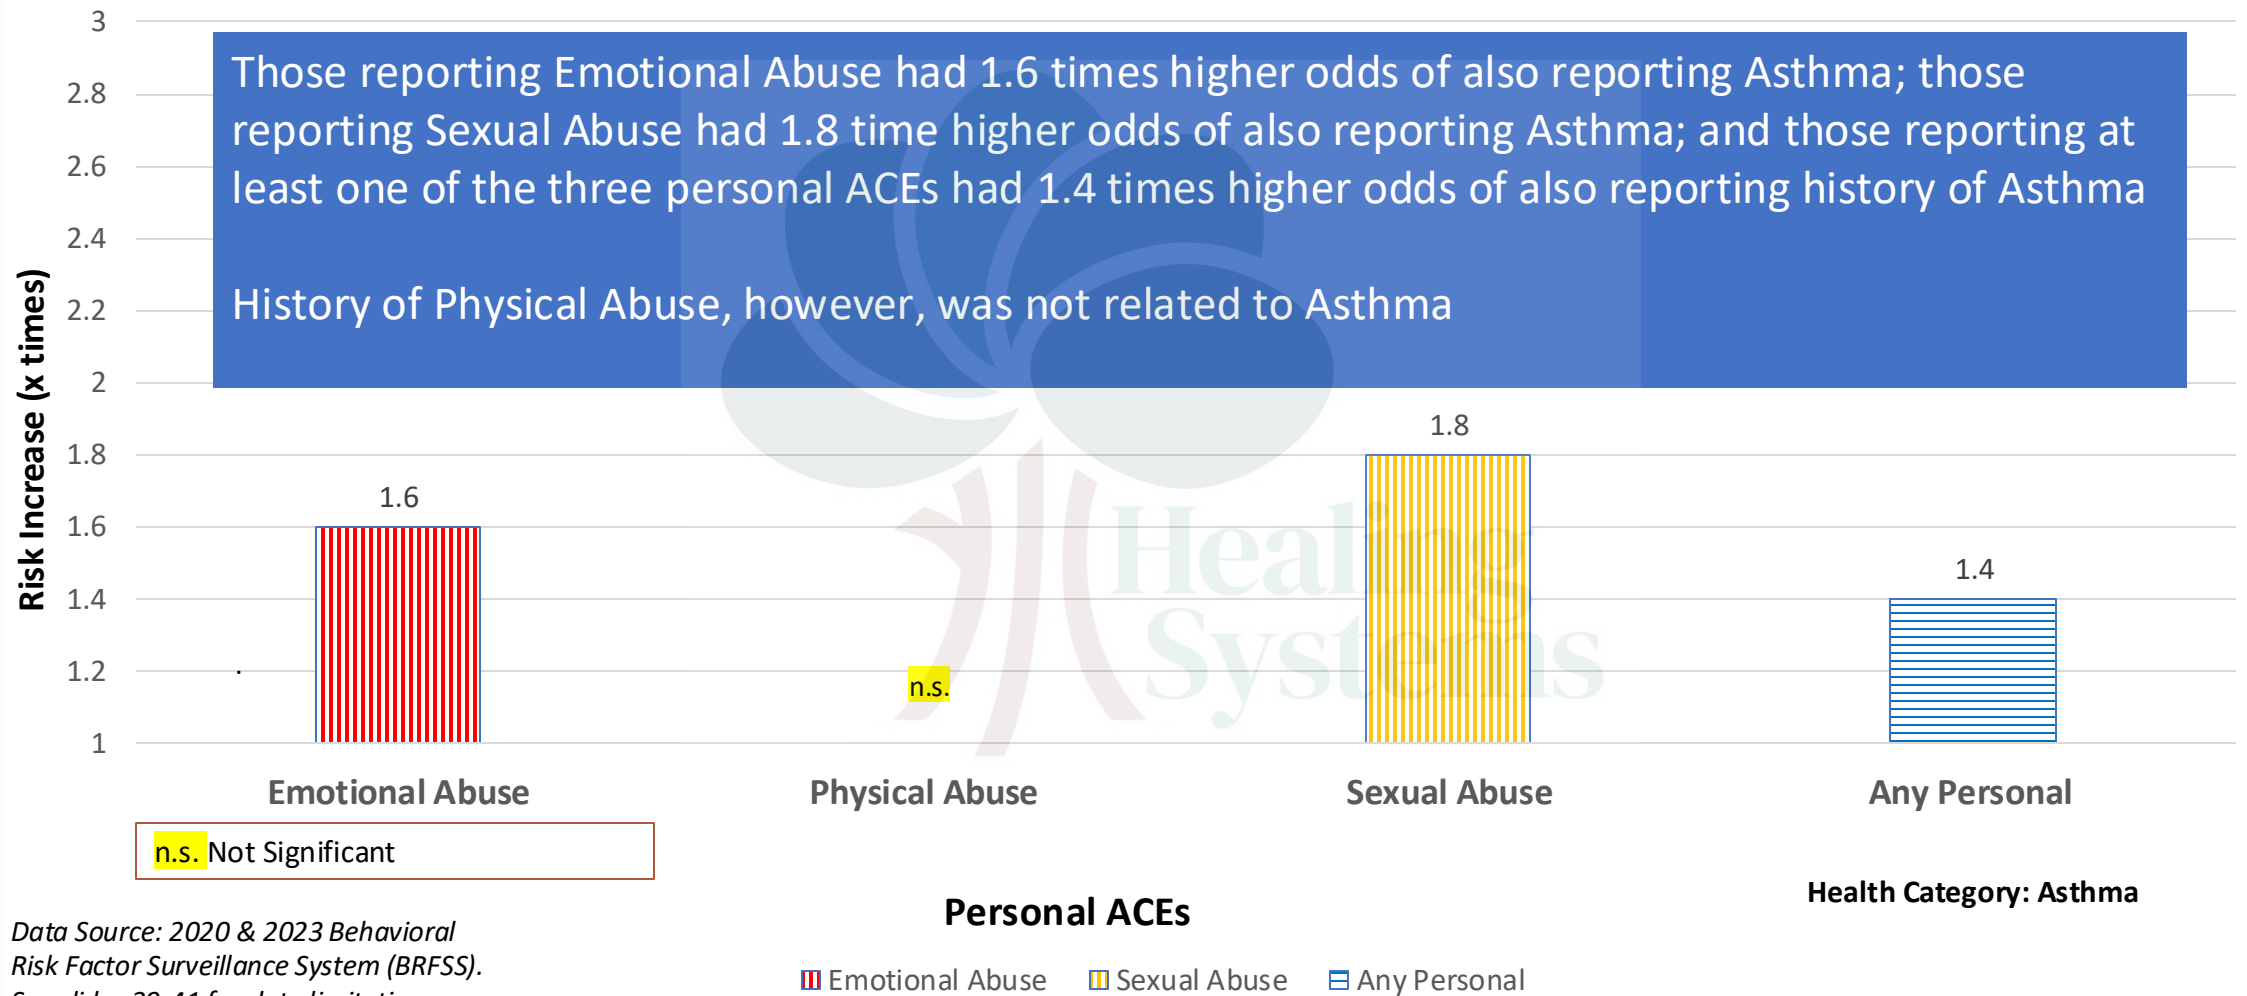 3
2.8
2.6
2.4
2.2
2
1.8
1.6
1.4
1.2
1
Risk Increase (x times)
Those reporting Emotional Abuse had 1.6 times higher odds of also reporting Asthma; those
reporting Sexual Abuse had 1.8 time higher odds of also reporting Asthma; and those reporting at
least one of the three personal ACEs had 1.4 times higher odds of also reporting history of Asthma
History of Physical Abuse, however, was not related to Asthma
1.6
n.s.
1.8
1.4
Healing
Systems
.
Emotional Abuse
Physical Abuse
Sexual Abuse
Any Personal
n.s. Not Significant
Health Category: Asthma
Personal ACEs
Data Source: 2020 & 2023 Behavioral
Risk Factor Surveillance System (BRFSS).
Emotional Abuse
Sexual Abuse
Any Personal